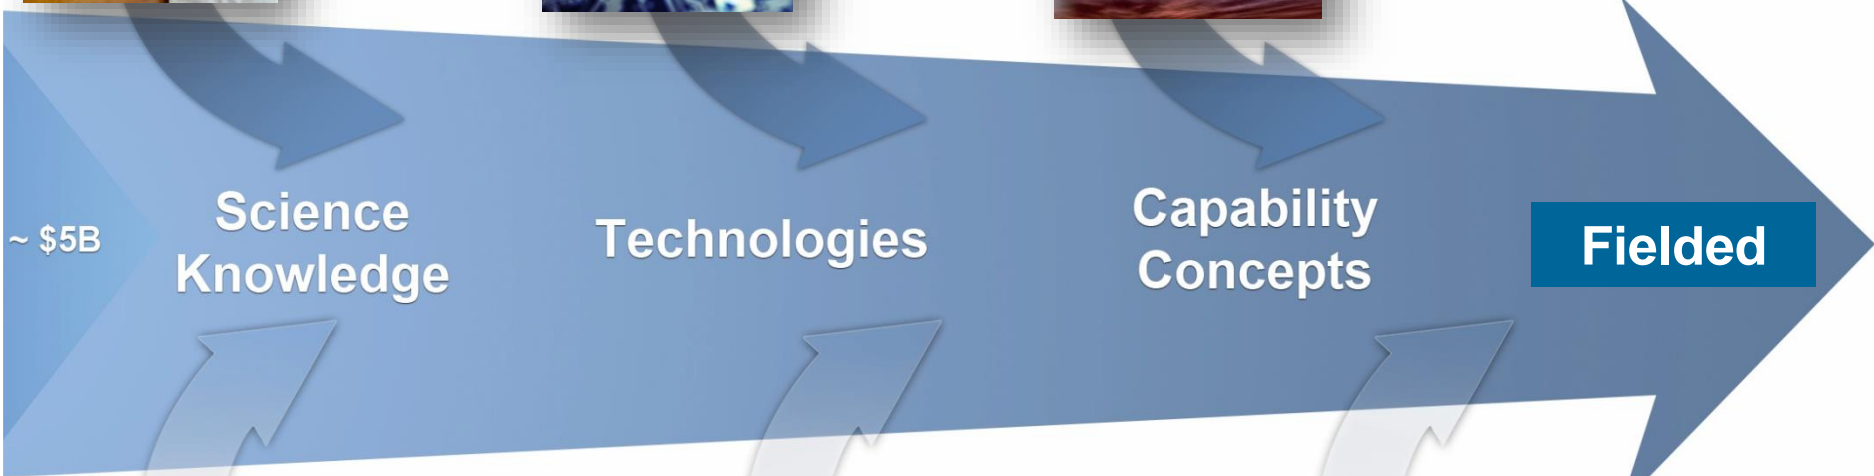 ~ $5B
Science
Knowledge
Technologies
Capability
Concepts
Fielded